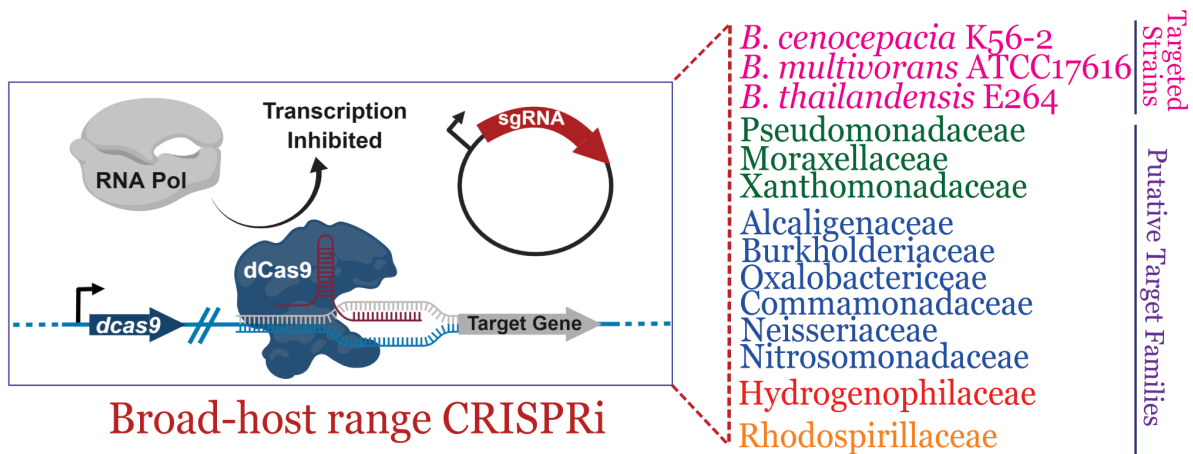 Transcription
Inhibited
RNA Pol
sgRNA
dCas9
dcas9
Target Gene
Broad-host range CRISPRi
B. cenocepacia K56-2
B. multivorans ATCC17616
B. thailandensis E264
Targeted
Strains
Pseudomonadaceae
Moraxellaceae
Xanthomonadaceae
Alcaligenaceae
Burkholderiaceae
Oxalobactericeae
Commamonadaceae
Neisseriaceae
Nitrosomonadaceae
Hydrogenophilaceae
Rhodospirillaceae
Putative Target Families